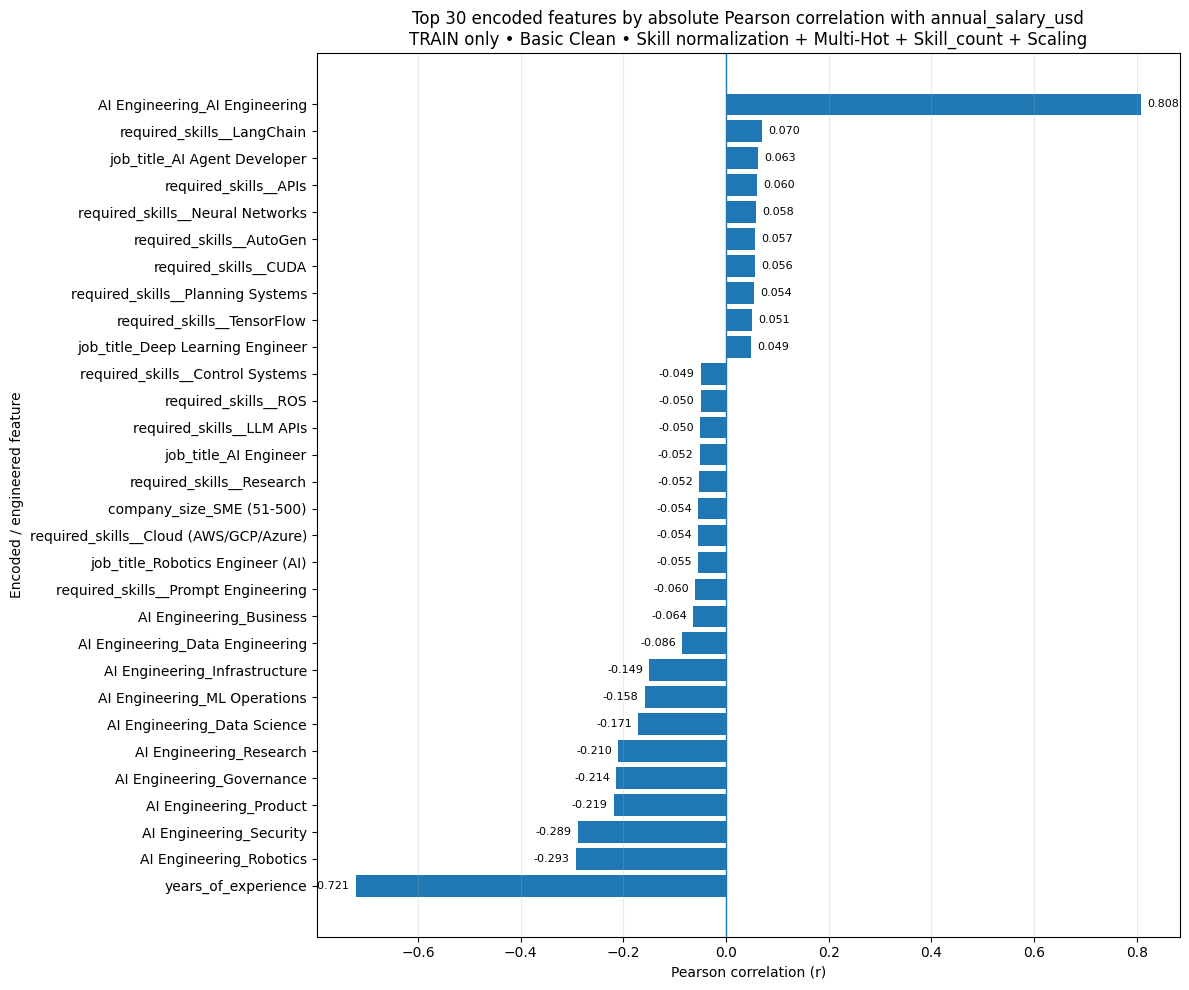 Top 30 encoded features by absolute Pearson correlation with annual_salary_usd
TRAIN only • Basic Clean • Skill normalization + Multi-Hot + Skill_count + Scaling
Encoded / engineered feature
AI Engineering_AI Engineering 0.808
required_skills__LangChain 0.070
job_title_AI Agent Developer 0.063
required_skills__APIs 0.060
required_skills__Neural Networks 0.058
required_skills__AutoGen 0.057
required_skills__CUDA 0.056
required_skills__Planning Systems 0.054
required_skills__TensorFlow 0.051
job_title_Deep Learning Engineer 0.049
required_skills__Control Systems -0.049
required_skills__ROS -0.050
required_skills__LLM APIs -0.050
job_title_AI Engineer -0.052
required_skills__Research -0.052
company_size_SME (51-500) -0.054
required_skills__Cloud (AWS/GCP/Azure) -0.054
job_title_Robotics Engineer (AI) -0.055
required_skills__Prompt Engineering -0.060
AI Engineering_Business -0.064
AI Engineering_Data Engineering -0.086
AI Engineering_Infrastructure -0.149
AI Engineering_ML Operations -0.158
AI Engineering_Data Science -0.171
AI Engineering_Research -0.210
AI Engineering_Governance -0.214
AI Engineering_Product -0.219
AI Engineering_Security -0.289
AI Engineering_Robotics -0.293
years_of_experience -0.721
−0.6 −0.4 −0.2 0.0 0.2 0.4 0.6 0.8
Pearson correlation (r)